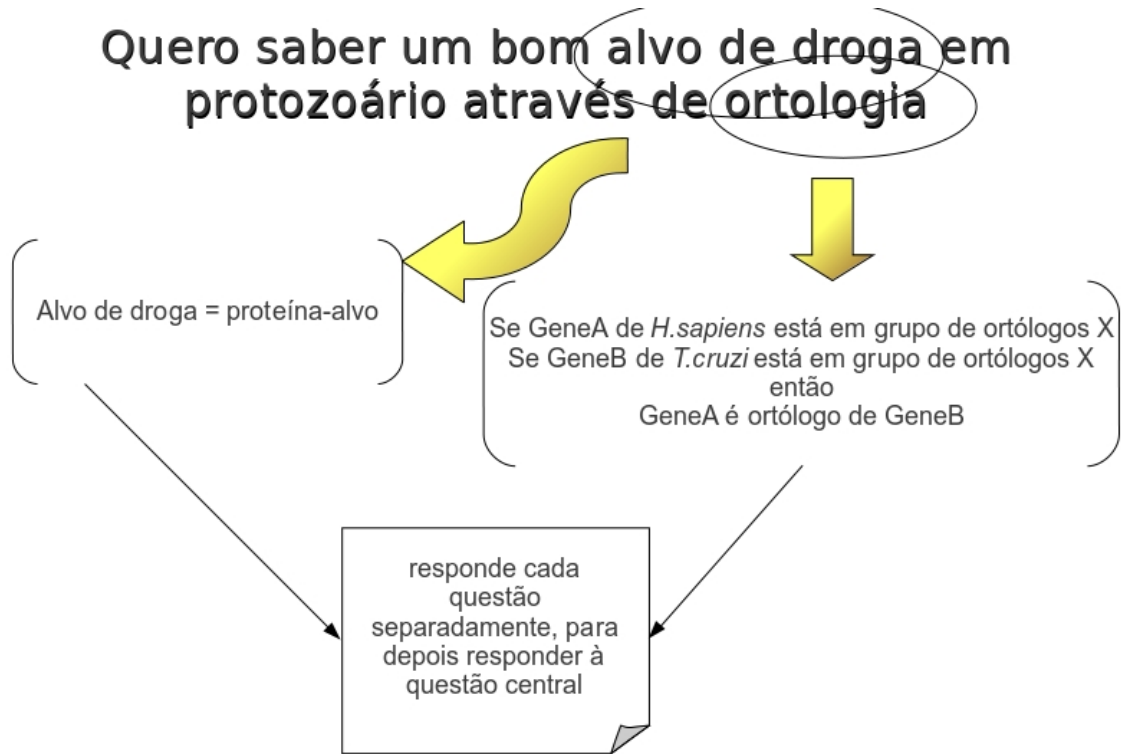 Quero saber um bom alvo de droga em
protozoário através de ortologia
Alvo de droga = proteína-alvo
Se GeneA de H.sapiens está em grupo de ortólogos X
Se GeneB de T.cruzi está em grupo de ortólogos X
então
GeneA é ortólogo de GeneB
responde cada
questão
separadamente, para
depois responder à
questão central